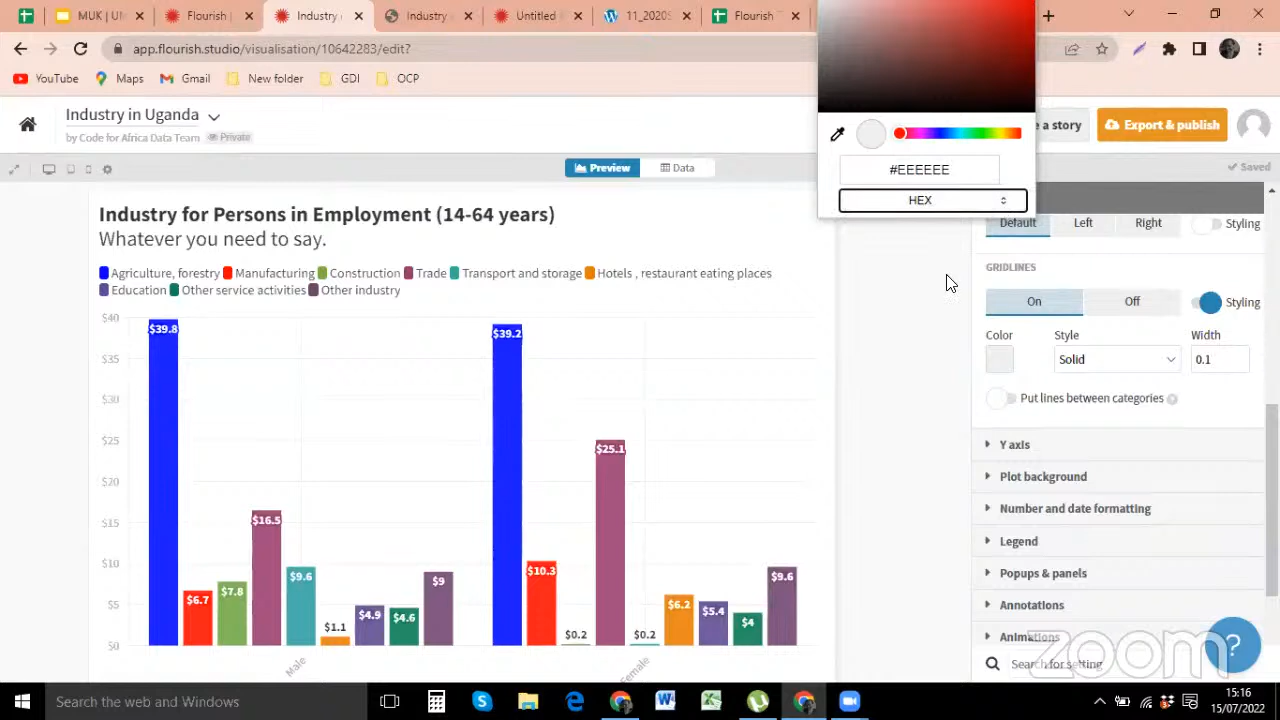 MUK | U
Flourish
Industry
Industry
Untitled
11_2020S
Flourish
app.flourish.studio/visualisation/10642283/edit?
YouTube Maps Gmail New folder GDI OCP
Industry in Uganda
by Code for Africa Data Team Private
e a story
Export & publish
#EEEEEE
HEX
Preview Data
Saved
Industry for Persons in Employment (14-64 years)
Whatever you need to say.
Agriculture, forestry Manufacturing Construction Trade Transport and storage Hotels , restaurant eating places
Education Other service activities Other industry
$40
$35
$30
$25
$20
$15
$10
$5
$0
$39.8
$6.7
$7.8
$16.5
$9.6
$1.1
$4.9
$4.6
$9
$39.2
$10.3
$0.2
$25.1
$0.2
$6.2
$5.4
$4
$9.6
Male
Female
Default Left Right Styling
GRIDLINES
On Off Styling
Color Style Width
Solid 0.1
Put lines between categories ?
Y axis
Plot background
Number and date formatting
Legend
Popups & panels
Annotations
Animations
Search for setting
?
zoom
Search the web and Windows
15:16
15/07/2022